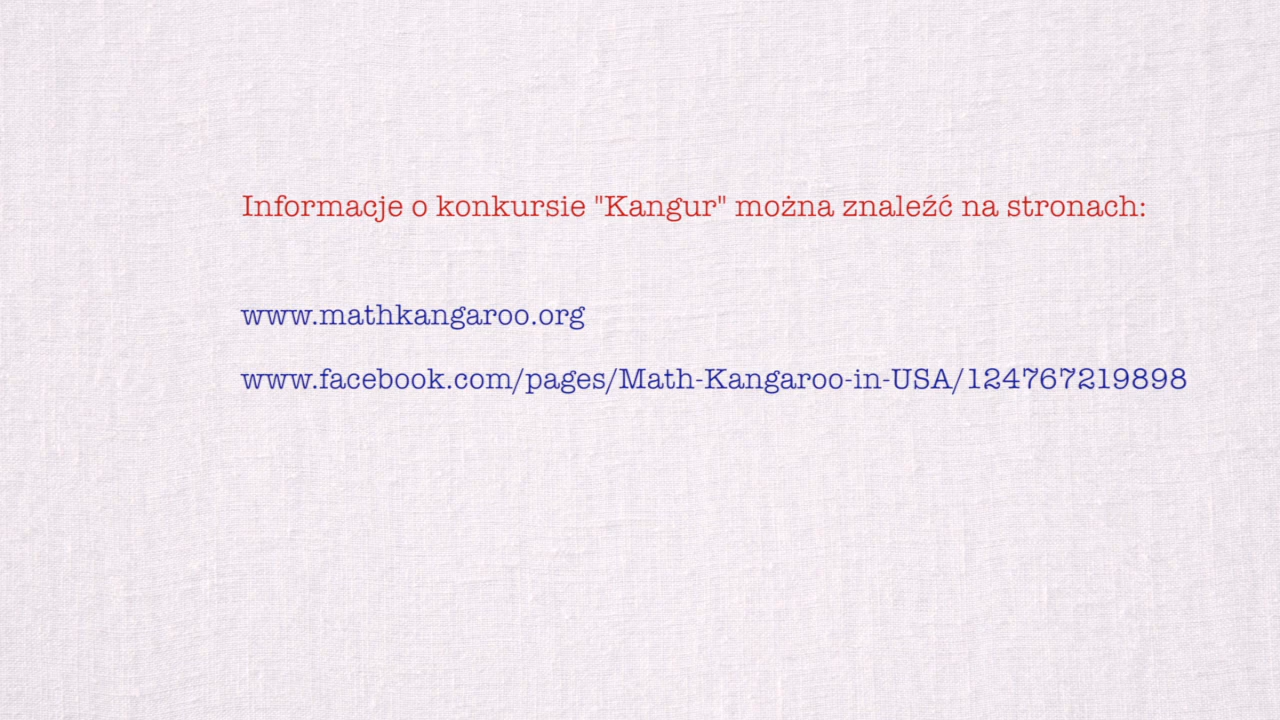 Informacje o konkursie "Kangur" można znaleźć na stronach:
www.mathkangaroo.org
www.facebook.com/pages/Math-Kangaroo-in-USA/124767219898